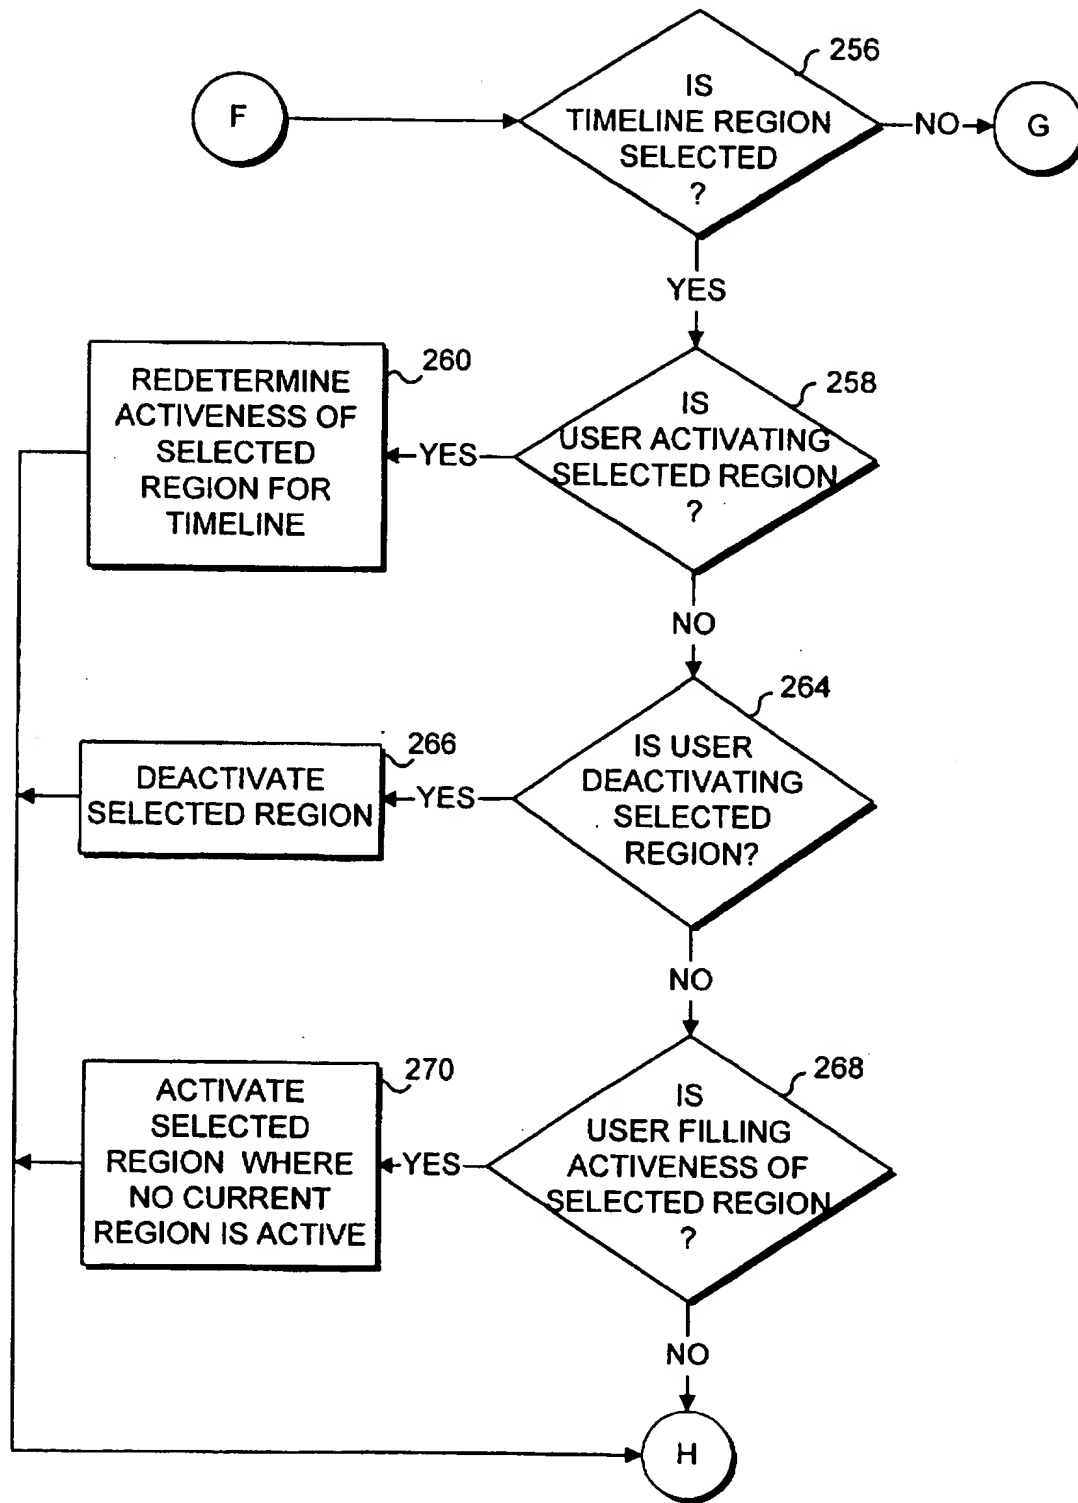 256
F
IS
TIMELINE REGION
SELECTED
?
NO
G
YES
260
REDETERMINE
ACTIVENESS OF
SELECTED
REGION FOR
TIMELINE
YES
258
IS
USER ACTIVATING
SELECTED REGION
?
NO
264
IS USER
DEACTIVATING
SELECTED
REGION?
266
DEACTIVATE
SELECTED REGION
YES
NO
270
ACTIVATE
SELECTED
REGION WHERE
NO CURRENT
REGION IS ACTIVE
YES
268
IS
USER FILLING
ACTIVENESS OF
SELECTED REGION
?
NO
H